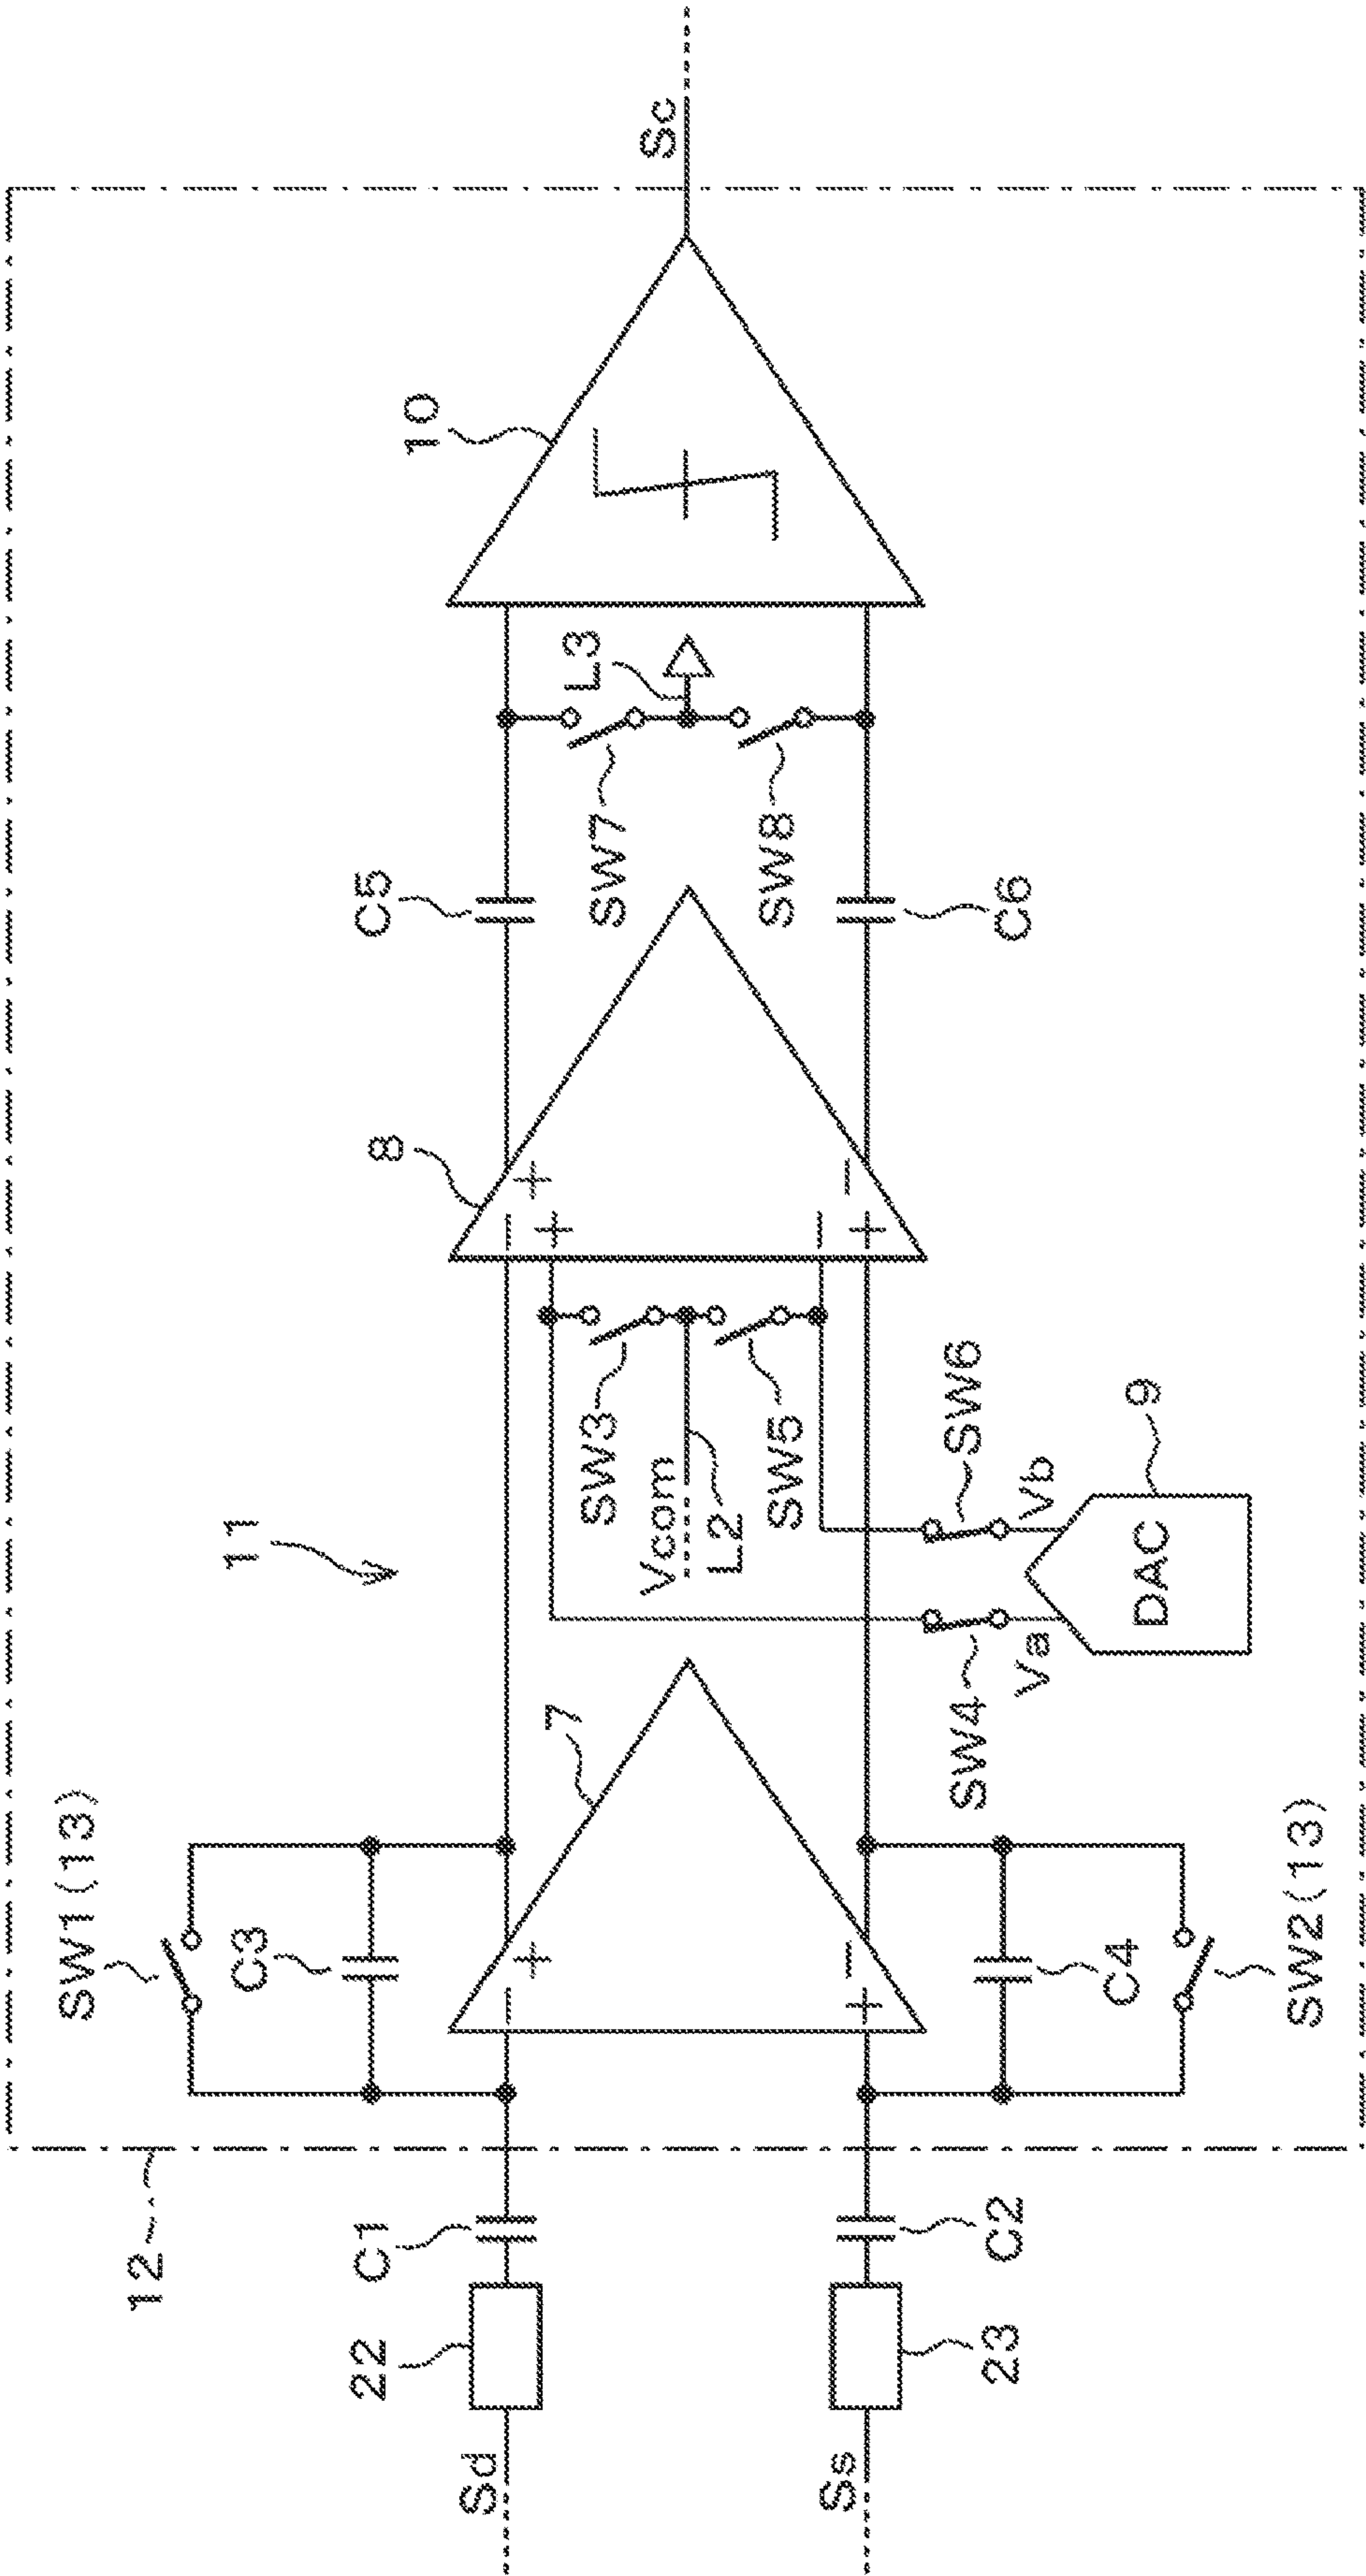 12
11
Sd
22
C1
SW1(13)
C3
−
+
7
8
−
+
+
C5
10
Sc
SW3
Vcom
L2
SW5
SW7
L3
SW8
Ss
23
C2
+
−
C4
SW2(13)
−
+
−
C6
SW4
SW6
Va
Vb
DAC
9